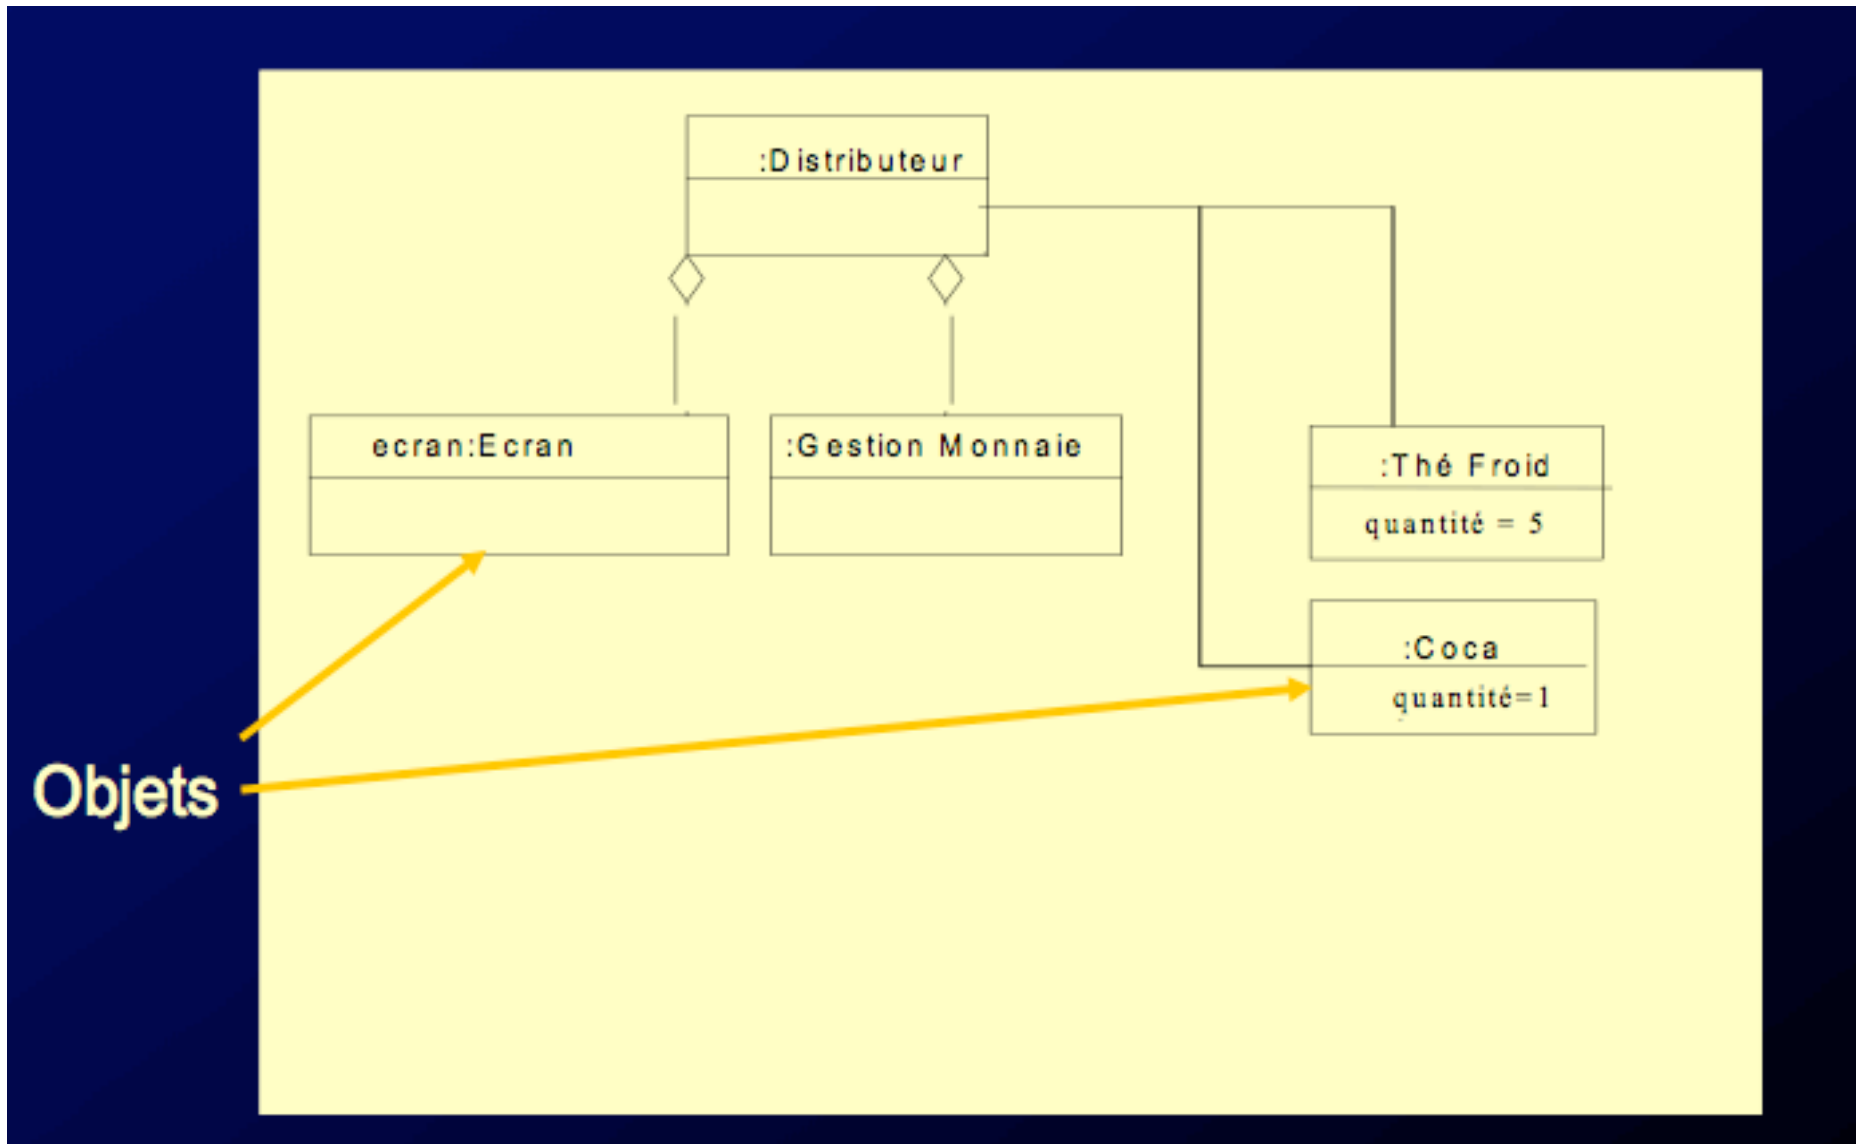 :Distributeur
ecran:Ecran
:Gestion Monnaie
:Thé Froid
quantité = 5
:Coca
quantité=1
Objets